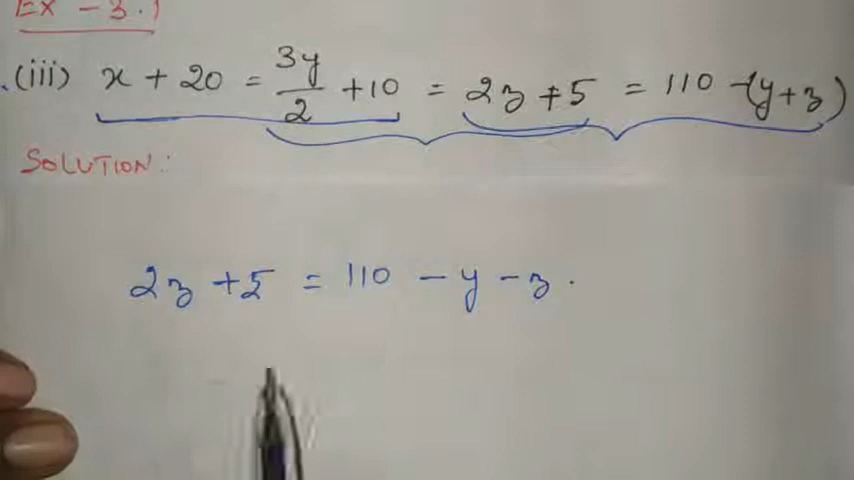 Ex - 3.1
(iii) x + 20 = 3y/2 + 10 = 2z + 5 = 110 - (y + z)
SOLUTION:
2z + 5 = 110 - y - z.